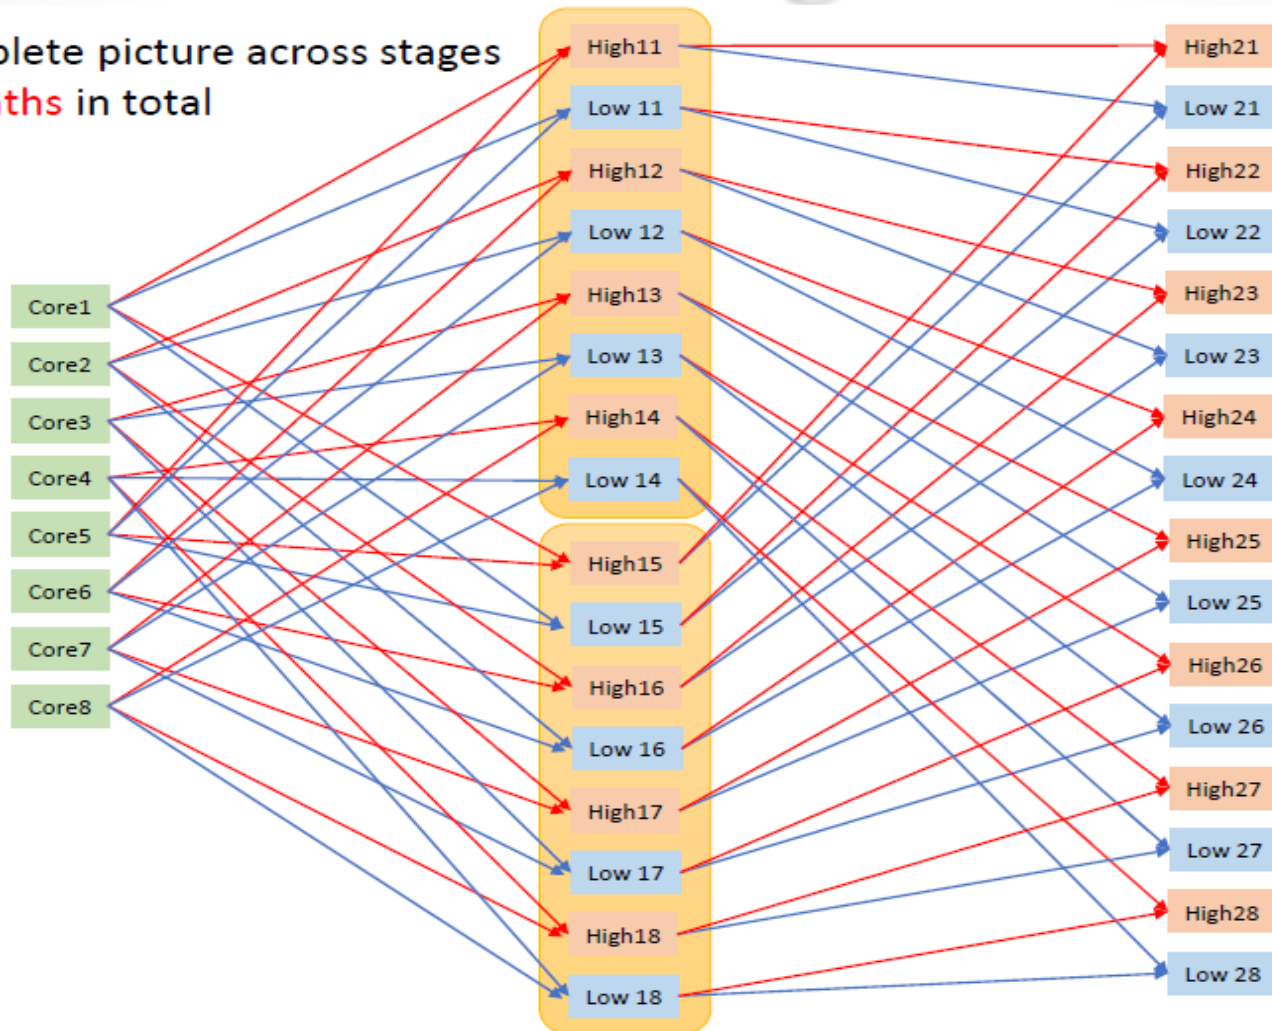 plete picture across stages
ths in total
Core1
Core2
Core3
Core4
Core5
Core6
Core7
Core8
High11
Low 11
High12
Low 12
High13
Low 13
High14
Low 14
High15
Low 15
High16
Low 16
High17
Low 17
High18
Low 18
High21
Low 21
High22
Low 22
High23
Low 23
High24
Low 24
High25
Low 25
High26
Low 26
High27
Low 27
High28
Low 28